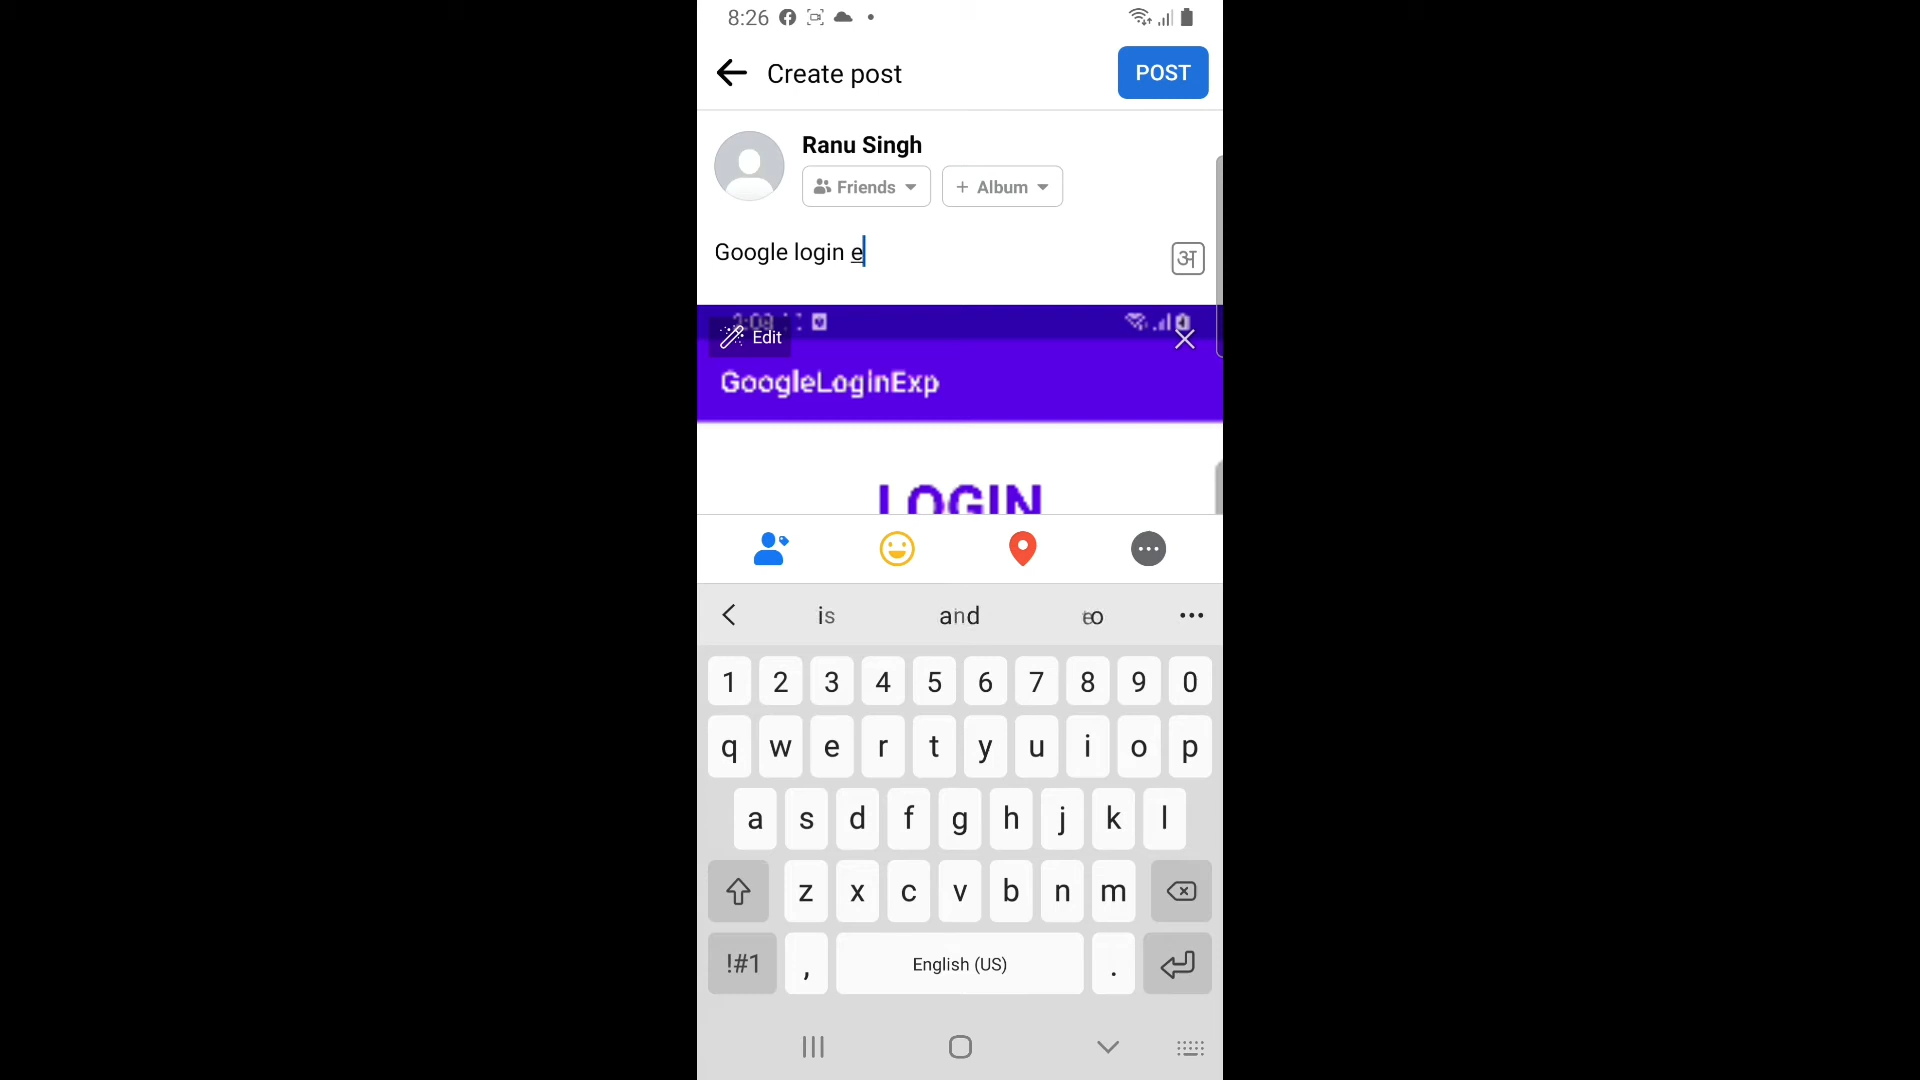 8:26
Create post
POST
Ranu Singh
Friends
+ Album
Google login e
अ
Edit
GoogleLoginExp
LOGIN
is and
1 2 3 4 5 6 7 8 9 0
q w e r t y u i o p
a s d f g h j k l
z x c v b n m
!#1 , English (US) .